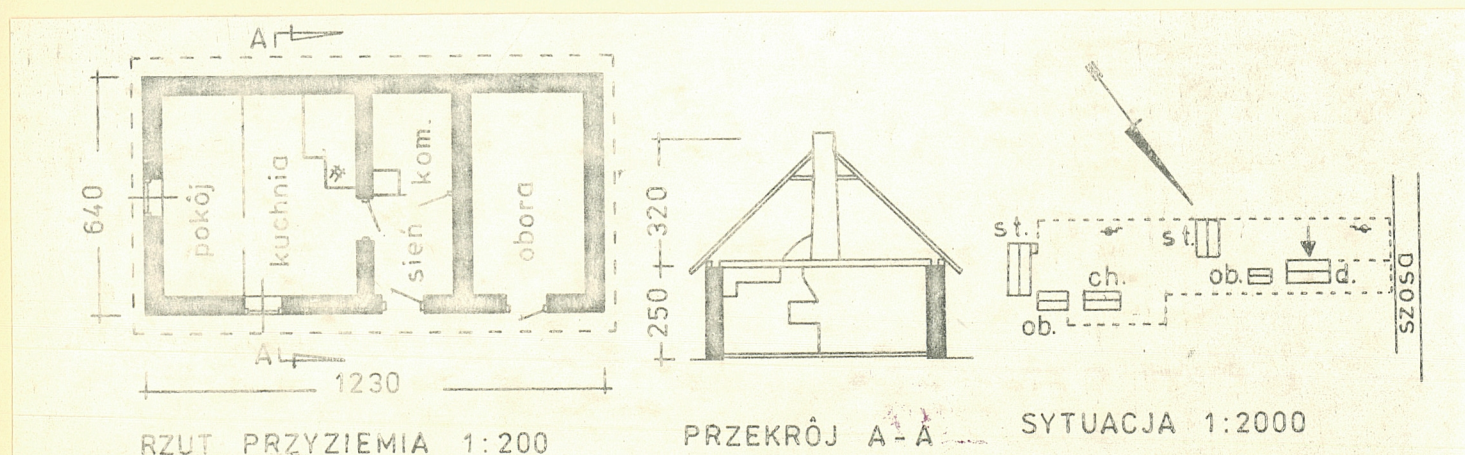 A
640
pokój
kuchnia
kom.
sień
obora
A
1230
RZUT PRZYZIEMIA 1:200
320
250
PRZEKRÓJ A-A
st.
st.
ob.
d.
ch.
ob.
szosa
SYTUACJA 1:2000